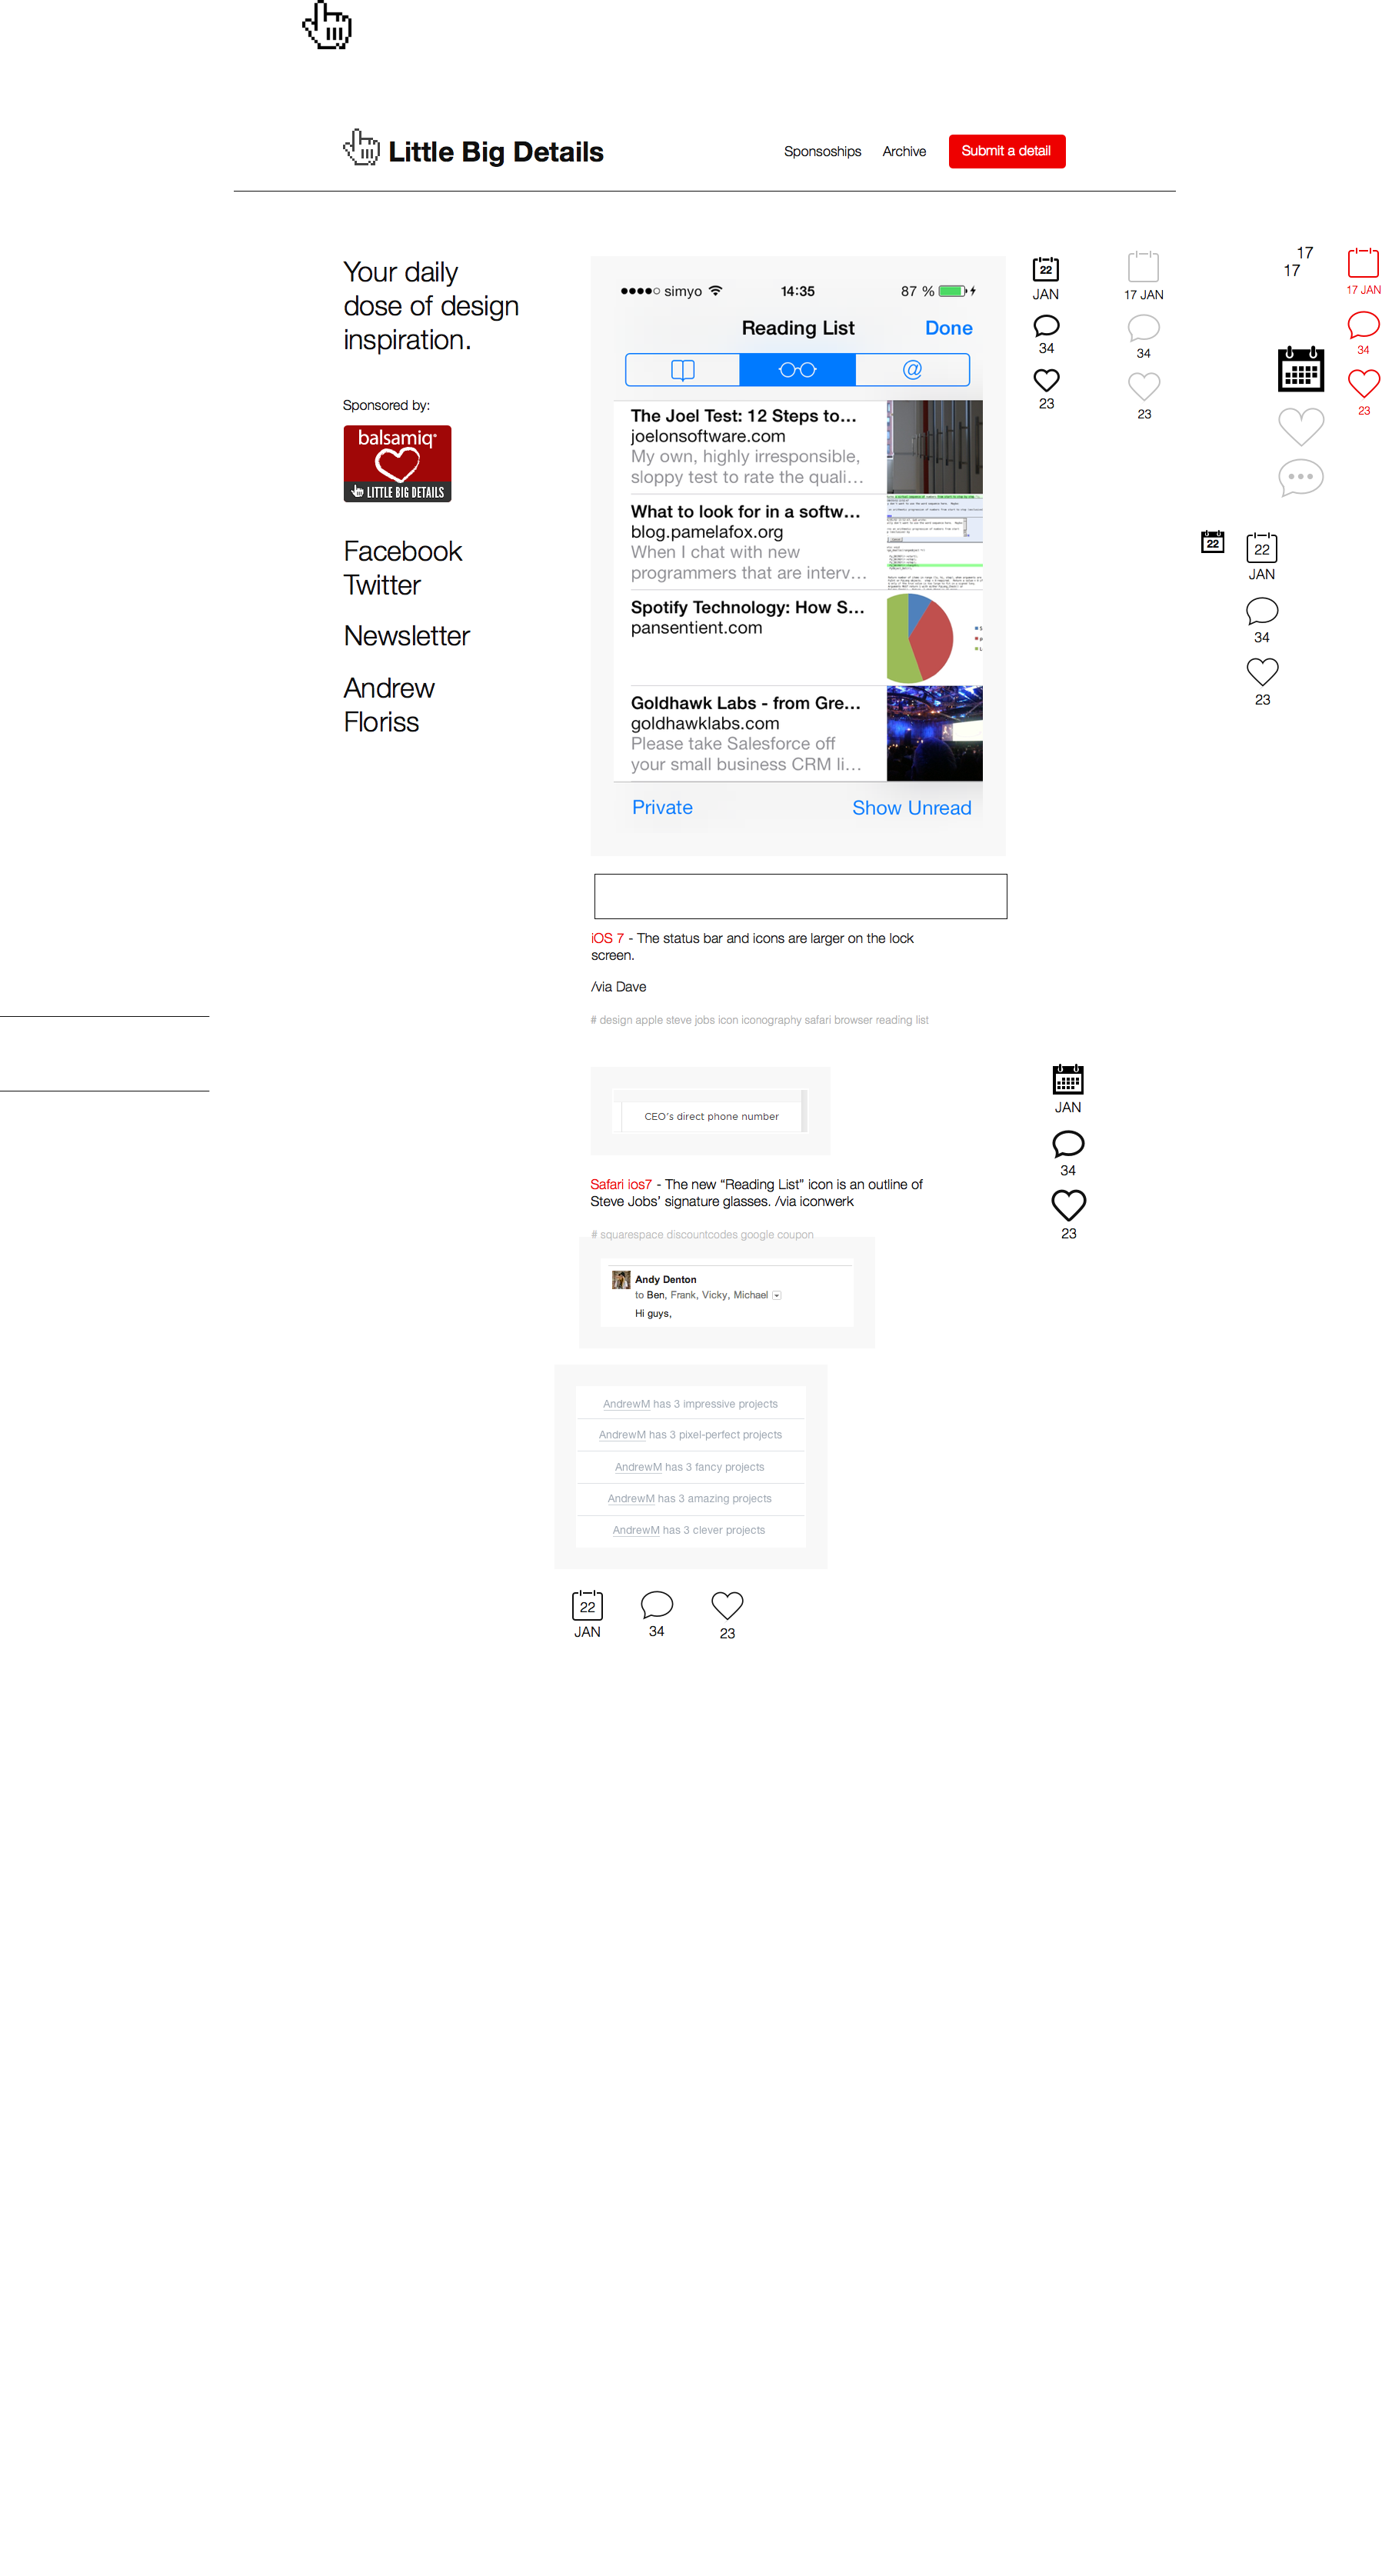 Little Big Details
Sponsoships
Archive
Submit a detail
Your daily
dose of design
inspiration.
Sponsored by:
balsamiq®
LITTLE BIG DETAILS
Facebook
Twitter
Newsletter
Andrew
Floriss
simyo
14:35
87 %
Reading List
Done
@
The Joel Test: 12 Steps to...
joelonsoftware.com
My own, highly irresponsible,
sloppy test to rate the quali...
What to look for in a softw...
blog.pamelafox.org
When I chat with new
programmers that are interv...
Spotify Technology: How S...
pansentient.com
Goldhawk Labs - from Gre...
goldhawklabs.com
Please take Salesforce off
your small business CRM li...
Private
Show Unread
22
JAN
34
23
17 JAN
34
23
17
17
17 JAN
34
23
22
22
JAN
34
23
iOS 7 - The status bar and icons are larger on the lock
screen.
/via Dave
# design apple steve jobs icon iconography safari browser reading list
CEO's direct phone number
JAN
34
23
Safari ios7 - The new “Reading List” icon is an outline of
Steve Jobs’ signature glasses. /via iconwerk
# squarespace discountcodes google coupon
Andy Denton
to Ben, Frank, Vicky, Michael
Hi guys,
AndrewM has 3 impressive projects
AndrewM has 3 pixel-perfect projects
AndrewM has 3 fancy projects
AndrewM has 3 amazing projects
AndrewM has 3 clever projects
22
JAN
34
23